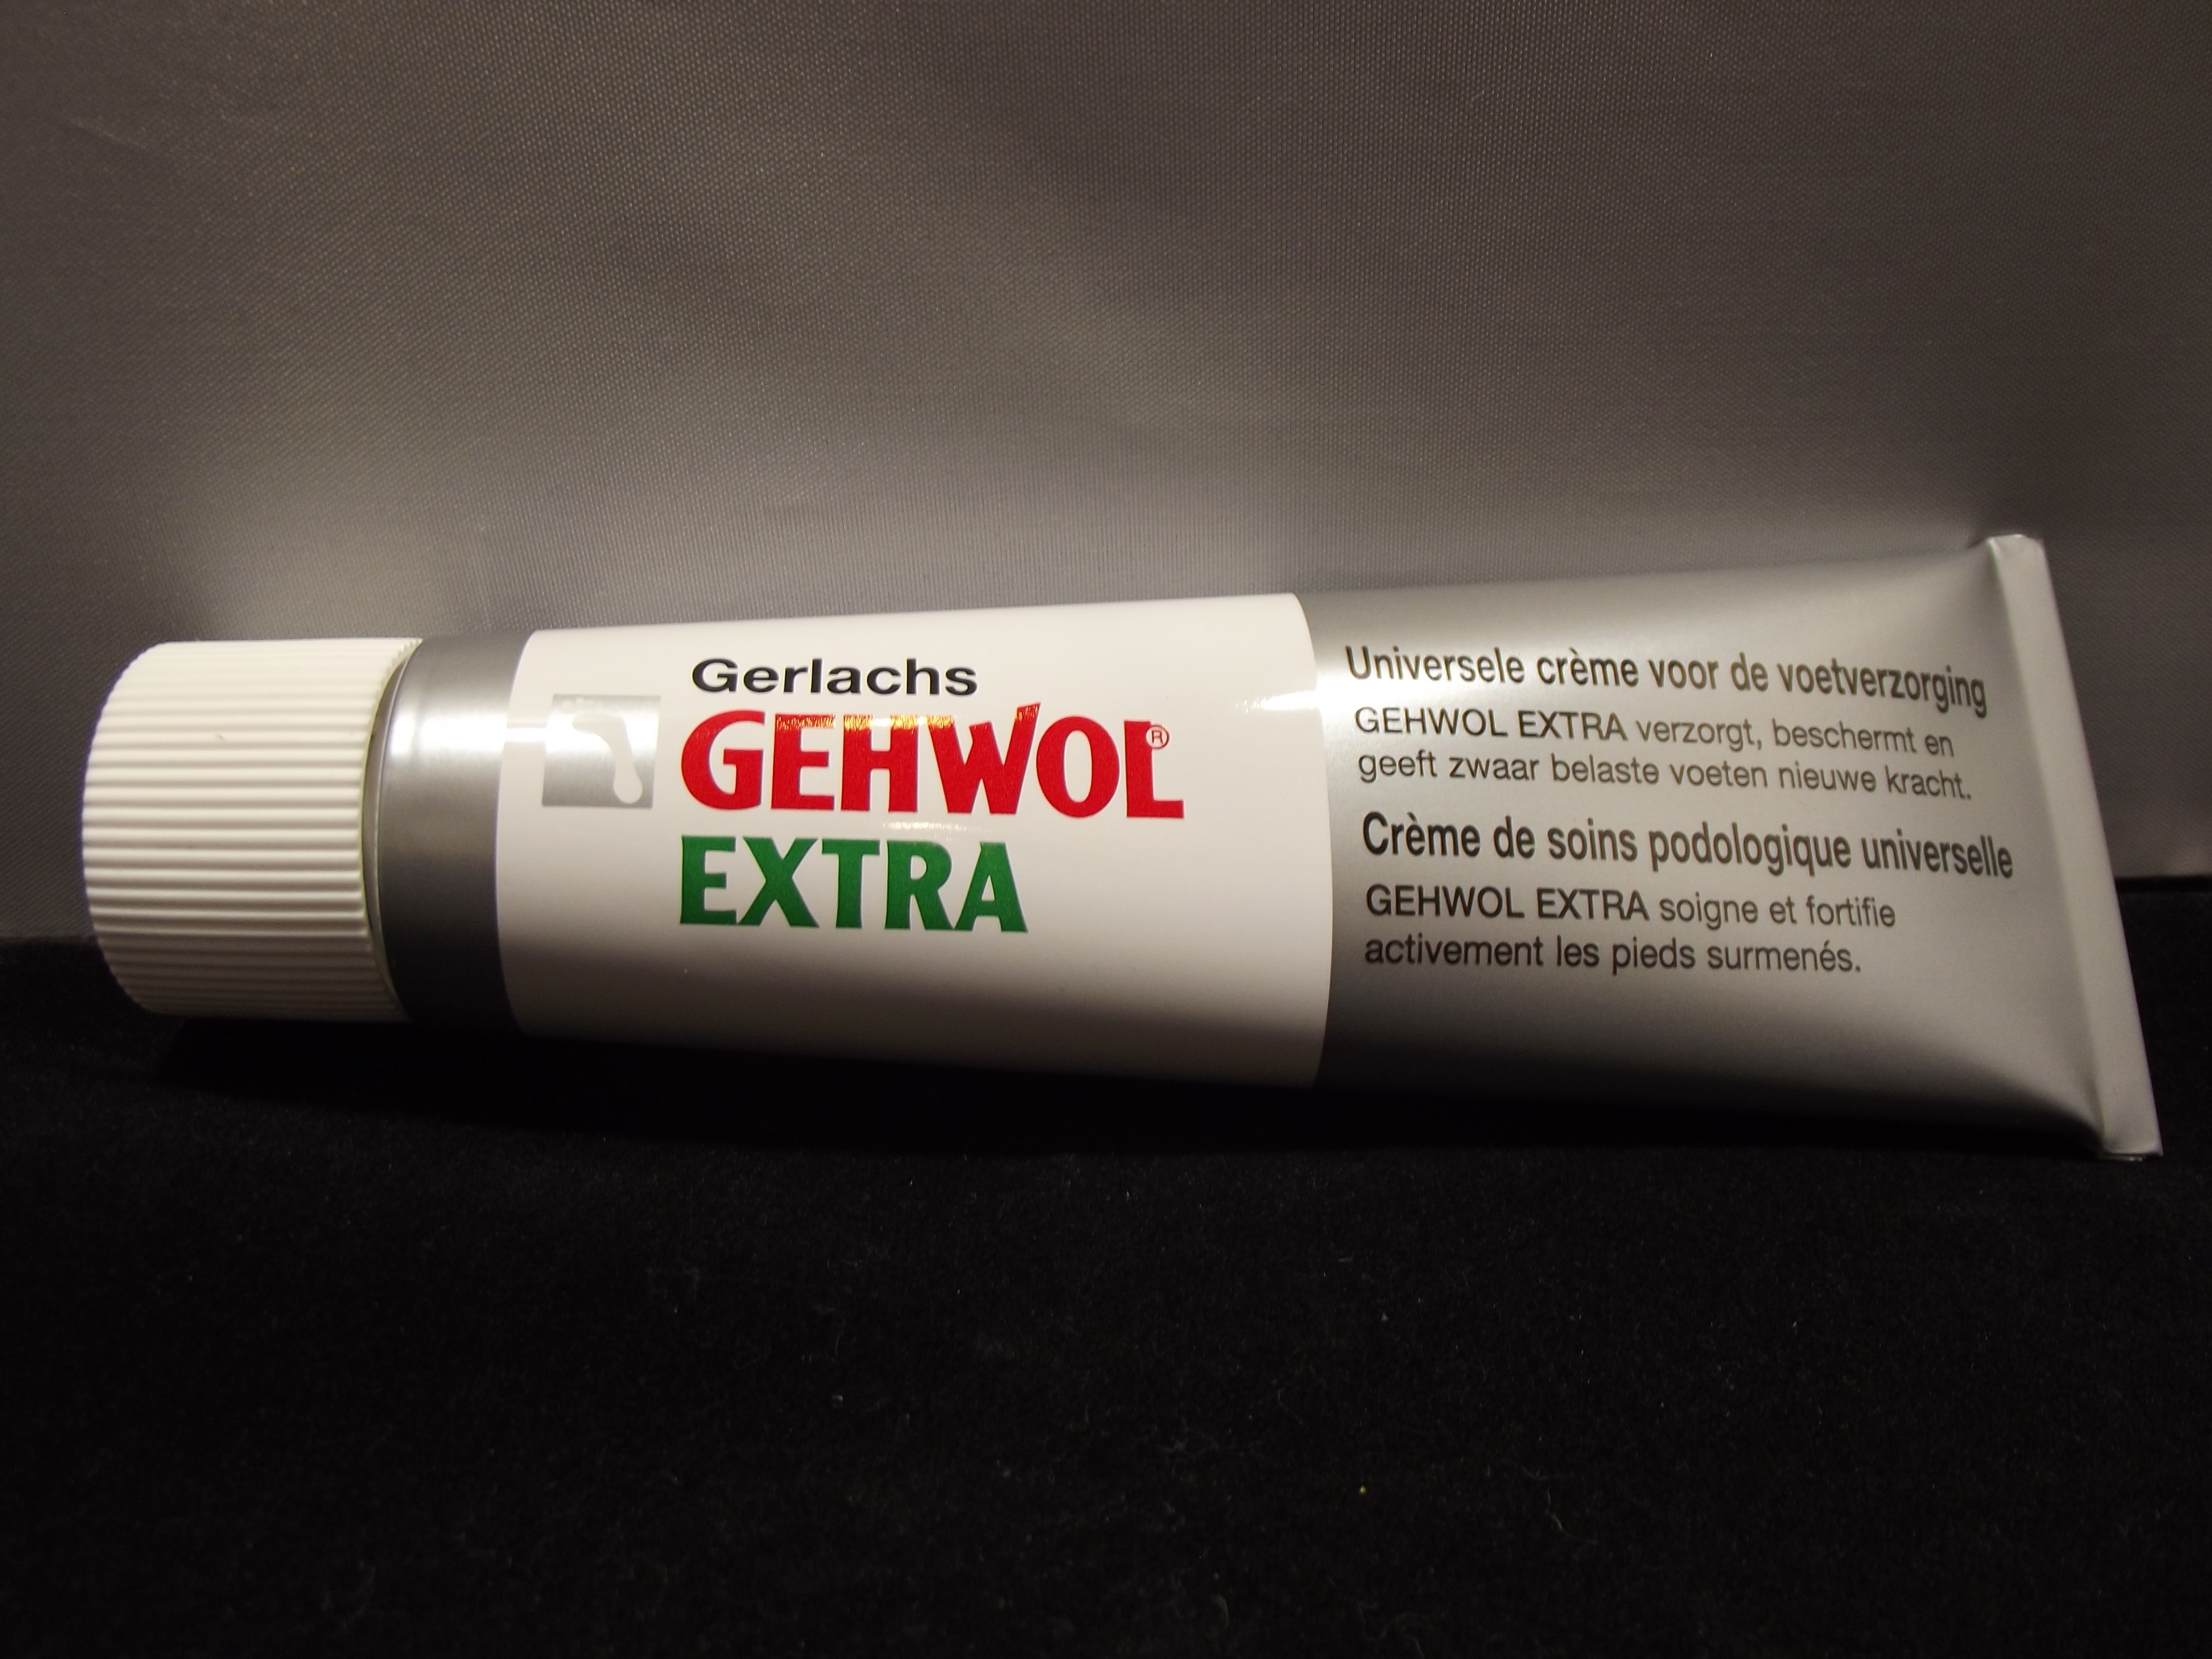 Gerlachs
GEHWOL®
EXTRA
Universele crème voor de voetverzorging
GEHWOL EXTRA verzorgt, beschermt en
geeft zwaar belaste voeten nieuwe kracht.
Crème de soins podologique universelle
GEHWOL EXTRA soigne et fortifie
activement les pieds surmenés.